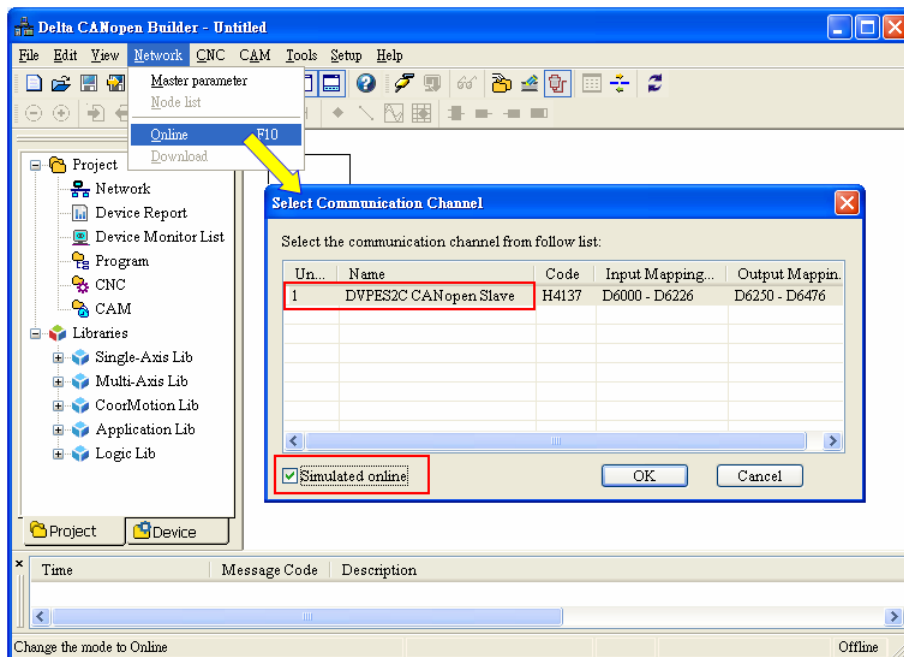 Delta CANopen Builder - Untitled
File Edit View Network CNC CAM Tools Setup Help
Master parameter
Node list
Online F10
Download
Project
Network
Device Report
Device Monitor List
Program
CNC
CAM
Libraries
Single-Axis Lib
Multi-Axis Lib
CoorMotion Lib
Application Lib
Logic Lib
Project Device
Select Communication Channel
Select the communication channel from follow list:
Un... Name Code Input Mapping... Output Mappin.
1 DVPES2C CANopen Slave H4137 D6000 - D6226 D6250 - D6476
Simulated online OK Cancel
Time Message Code Description
Change the mode to Online Offline